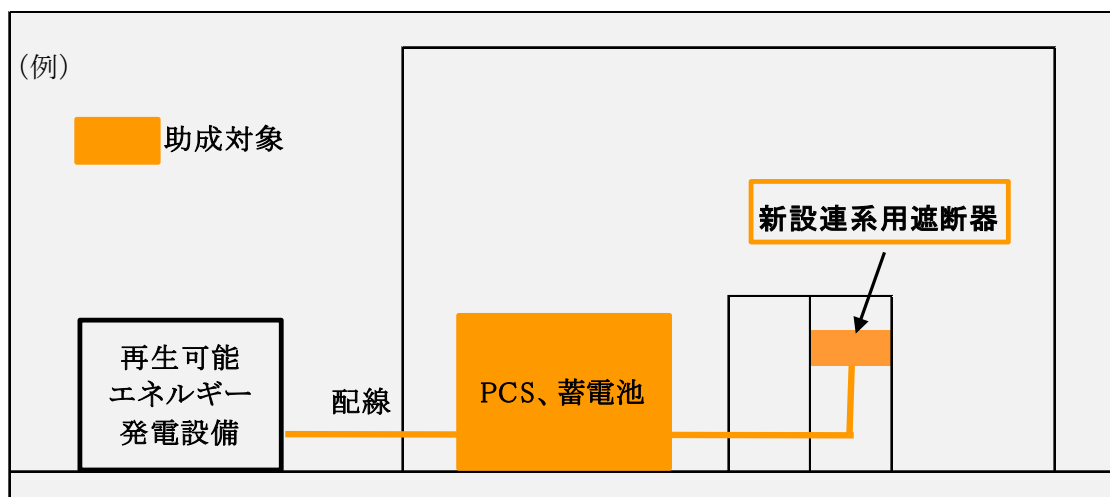 (例)
助成対象
新設連系用遮断器
再生可能
エネルギー
発電設備
配線
PCS、蓄電池